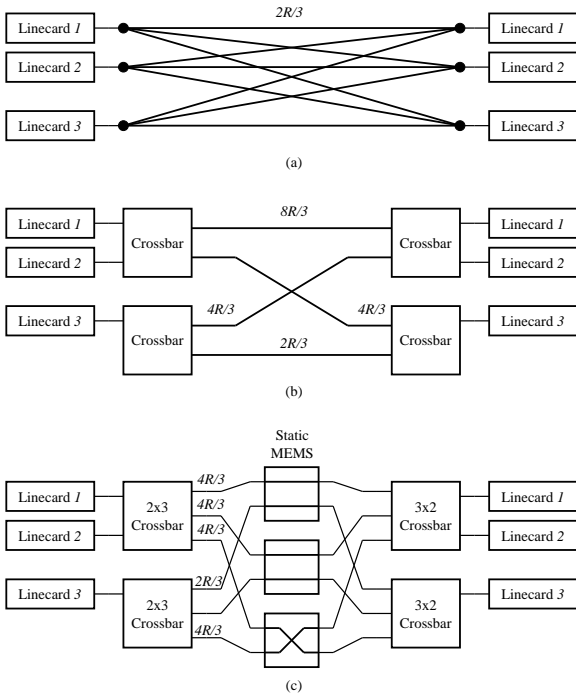 2R/3
Linecard 1 Linecard 1
Linecard 2 Linecard 2
Linecard 3 Linecard 3
(a)
8R/3
Linecard 1 Linecard 1
Crossbar Crossbar
Linecard 2 Linecard 2
4R/3 4R/3
Linecard 3 Linecard 3
Crossbar Crossbar
2R/3
(b)
Static
MEMS
4R/3
Linecard 1 Linecard 1
4R/3
2x3 3x2
Crossbar Crossbar
4R/3
Linecard 2 Linecard 2
2R/3
Linecard 3 Linecard 3
2x3 3x2
Crossbar Crossbar
4R/3
(c)